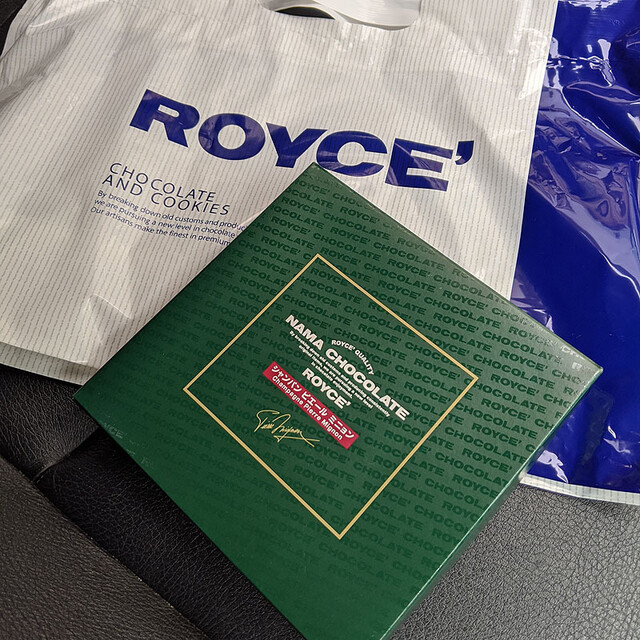 ROYCE'
CHOCOLATE
AND COOKIES
By breaking down old customs and
we are pursuing a new level in chocolate
Our artisans make the finest in premium
ROYCE' QUALITY
NAMA CHOCOLATE
ROYCE'
シャンパン ピエール ミニョン
Champagne Pierre Mignon